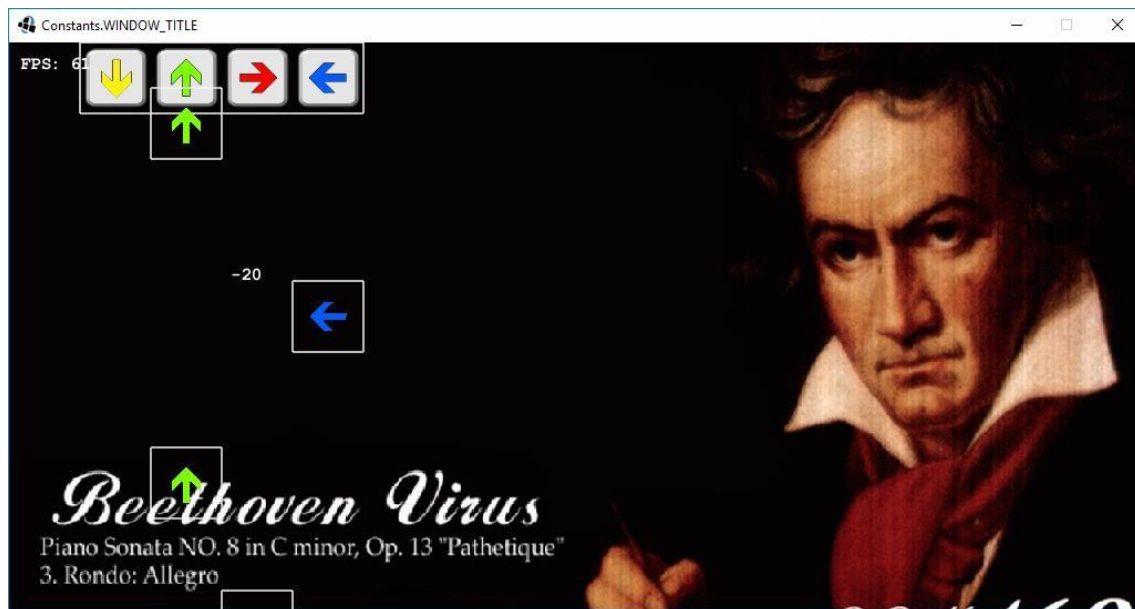 Constants.WINDOW_TITLE
FPS: 61
-20
Beethoven Virus
Piano Sonata NO. 8 in C minor, Op. 13 "Pathetique"
3. Rondo: Allegro